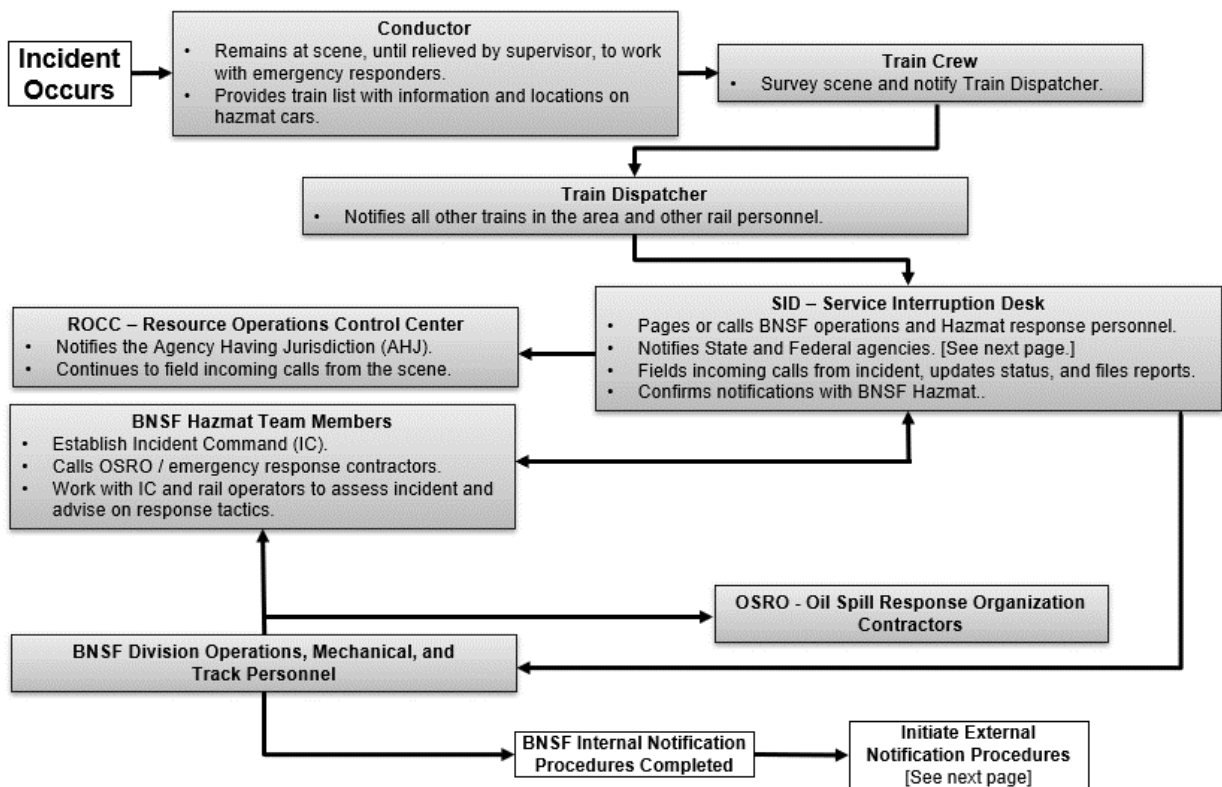 Incident
Occurs
Conductor
• Remains at scene, until relieved by supervisor, to work
with emergency responders.
• Provides train list with information and locations on
hazmat cars.
Train Crew
• Survey scene and notify Train Dispatcher.
Train Dispatcher
• Notifies all other trains in the area and other rail personnel.
SID – Service Interruption Desk
• Pages or calls BNSF operations and Hazmat response personnel.
• Notifies State and Federal agencies. [See next page.]
• Fields incoming calls from incident, updates status, and files reports.
• Confirms notifications with BNSF Hazmat..
ROCC – Resource Operations Control Center
• Notifies the Agency Having Jurisdiction (AHJ).
• Continues to field incoming calls from the scene.
BNSF Hazmat Team Members
• Establish Incident Command (IC).
• Calls OSRO / emergency response contractors.
• Work with IC and rail operators to assess incident and
advise on response tactics.
OSRO - Oil Spill Response Organization
Contractors
BNSF Division Operations, Mechanical, and
Track Personnel
BNSF Internal Notification
Procedures Completed
Initiate External
Notification Procedures
[See next page]